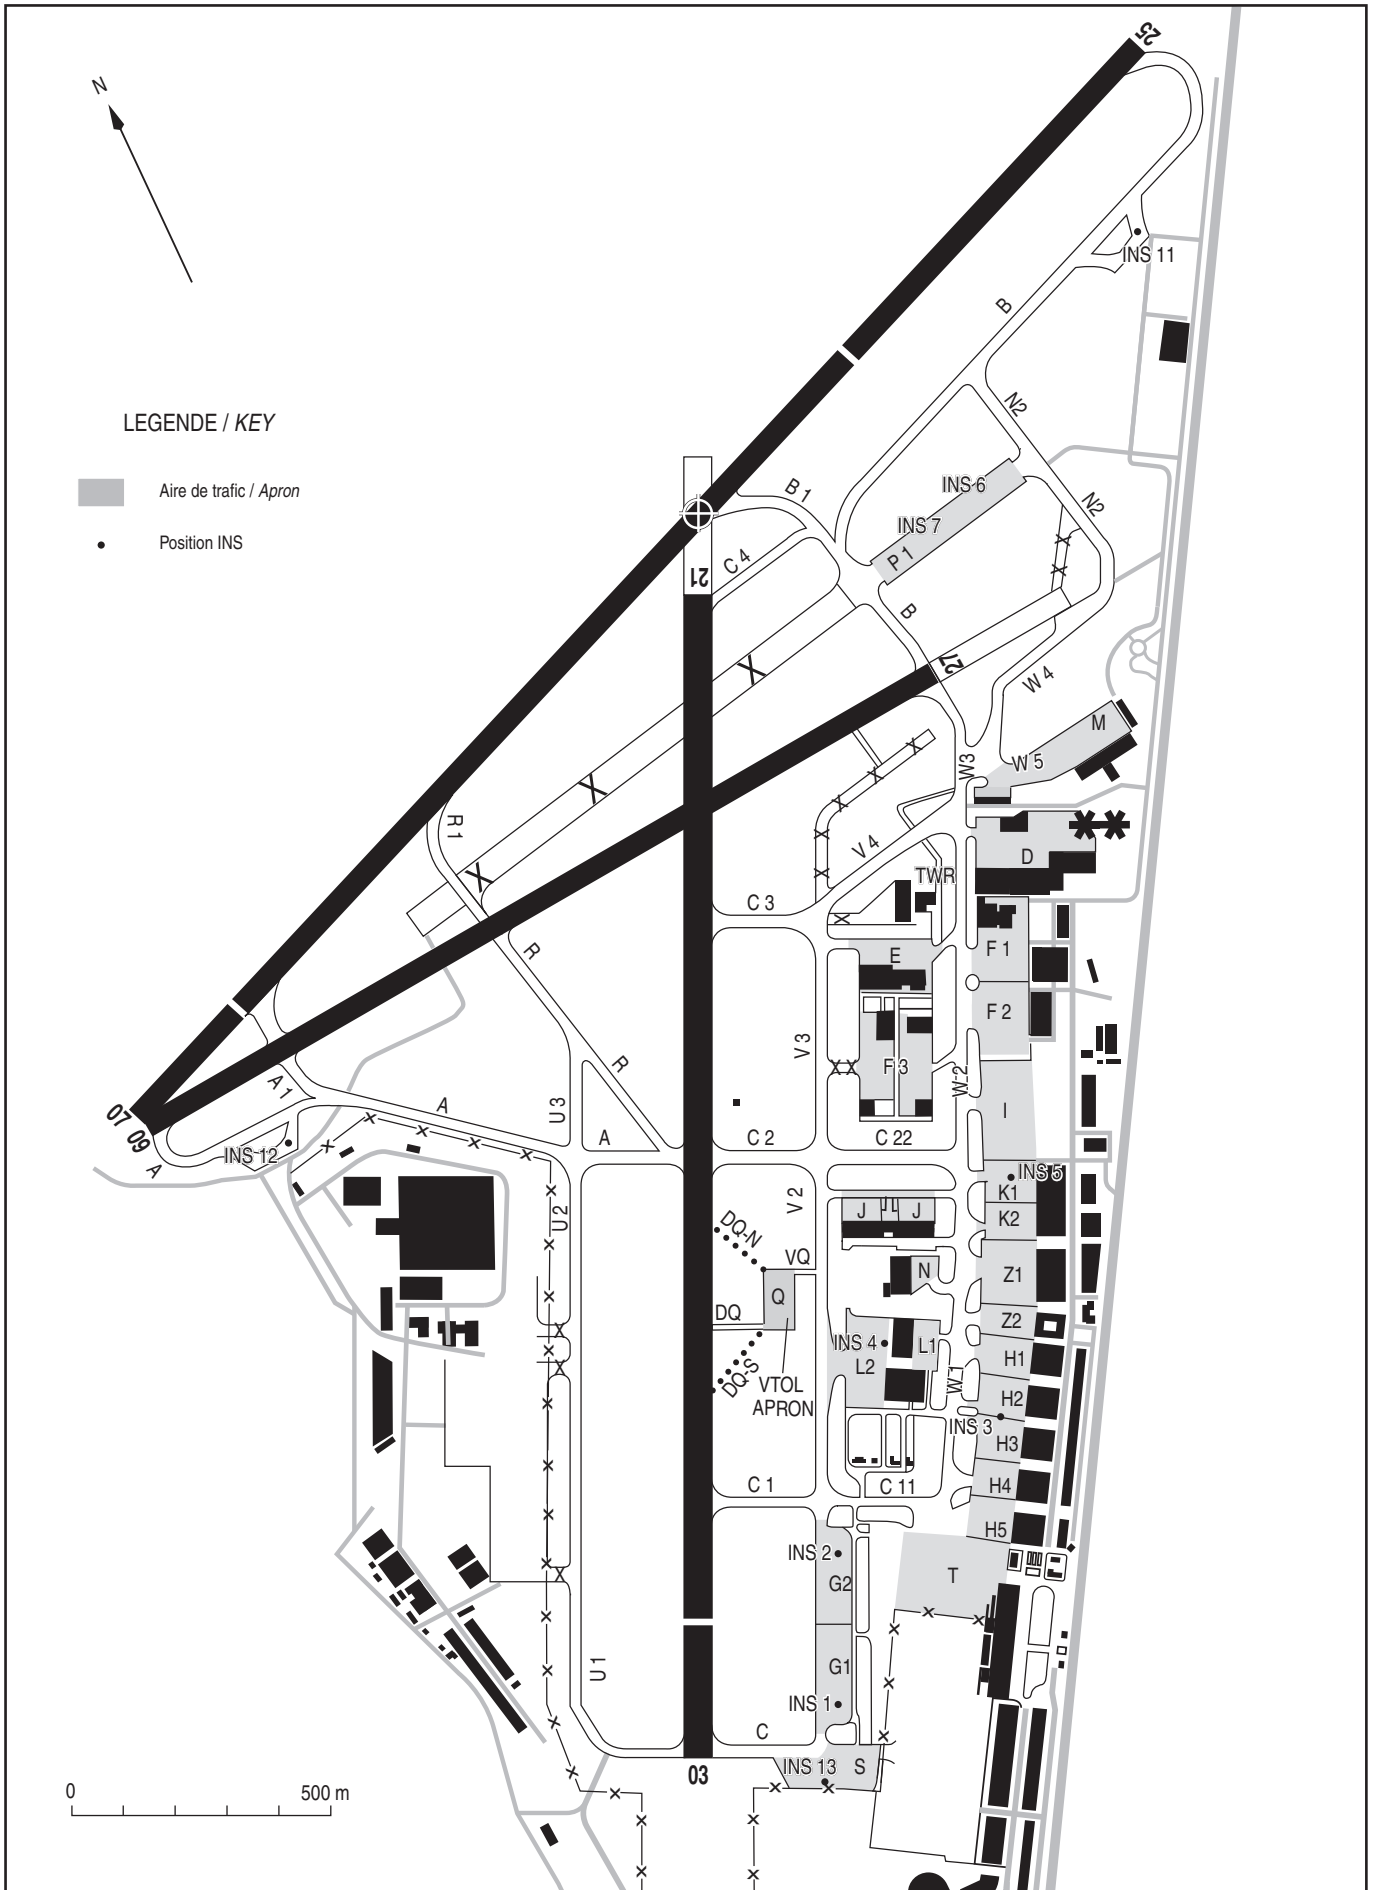 25
N
INS 11
B
N2
LEGENDE / KEY
Aire de trafic / Apron
Position INS
INS 6
B 1
N2
INS 7
P 1
C 4
21
B
27
W 4
M
W 5
W3
R 1
V 4
D
TWR
C 3
R
E
F 1
F 2
V 3
R
F 3
W 2
A 1
A
U 3
I
07
09
A
C 2
C 22
INS 12
A
INS 5
K1
V 2
J
J
K2
U 2
DQ-N
VQ
N
Z1
Q
DQ
Z2
INS 4
L1
H1
L2
DQ-S
VTOL
APRON
W 1
H2
INS 3
H3
C 1
C 11
H4
H5
INS 2
G2
T
U 1
G1
INS 1
C
INS 13
S
03
0
500 m